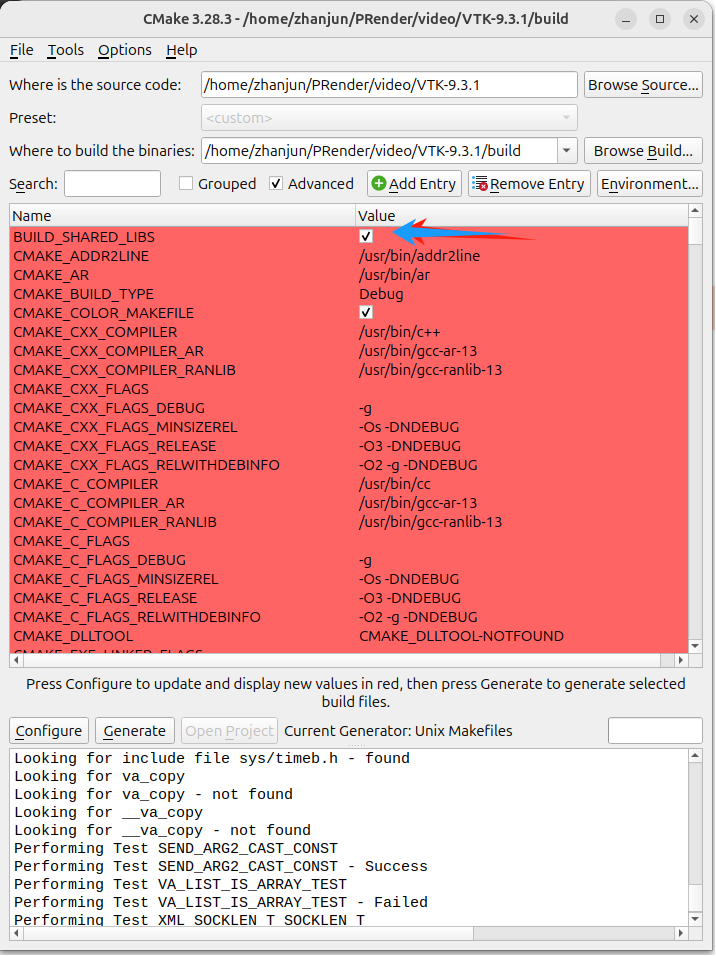 CMake 3.28.3 - /home/zhanjun/PRender/video/VTK-9.3.1/build
File Tools Options Help
Where is the source code: /home/zhanjun/PRender/video/VTK-9.3.1 Browse Source...
Preset: <custom>
Where to build the binaries: /home/zhanjun/PRender/video/VTK-9.3.1/build Browse Build...
Search: Grouped Advanced Add Entry Remove Entry Environment...
Name Value
BUILD_SHARED_LIBS
CMAKE_ADDR2LINE /usr/bin/addr2line
CMAKE_AR /usr/bin/ar
CMAKE_BUILD_TYPE Debug
CMAKE_COLOR_MAKEFILE
CMAKE_CXX_COMPILER /usr/bin/c++
CMAKE_CXX_COMPILER_AR /usr/bin/gcc-ar-13
CMAKE_CXX_COMPILER_RANLIB /usr/bin/gcc-ranlib-13
CMAKE_CXX_FLAGS
CMAKE_CXX_FLAGS_DEBUG -g
CMAKE_CXX_FLAGS_MINSIZEREL -Os -DNDEBUG
CMAKE_CXX_FLAGS_RELEASE -O3 -DNDEBUG
CMAKE_CXX_FLAGS_RELWITHDEBINFO -O2 -g -DNDEBUG
CMAKE_C_COMPILER /usr/bin/cc
CMAKE_C_COMPILER_AR /usr/bin/gcc-ar-13
CMAKE_C_COMPILER_RANLIB /usr/bin/gcc-ranlib-13
CMAKE_C_FLAGS
CMAKE_C_FLAGS_DEBUG -g
CMAKE_C_FLAGS_MINSIZEREL -Os -DNDEBUG
CMAKE_C_FLAGS_RELEASE -O3 -DNDEBUG
CMAKE_C_FLAGS_RELWITHDEBINFO -O2 -g -DNDEBUG
CMAKE_DLLTOOL CMAKE_DLLTOOL-NOTFOUND
CMAKE_EXE_LINKER_FLAGS
Press Configure to update and display new values in red, then press Generate to generate selected
build files.
Configure Generate Open Project Current Generator: Unix Makefiles
Looking for include file sys/timeb.h - found
Looking for va_copy
Looking for va_copy - not found
Looking for __va_copy
Looking for __va_copy - not found
Performing Test SEND_ARG2_CAST_CONST
Performing Test SEND_ARG2_CAST_CONST - Success
Performing Test VA_LIST_IS_ARRAY_TEST
Performing Test VA_LIST_IS_ARRAY_TEST - Failed
Performing Test XML_SOCKLEN_T_SOCKLEN_T